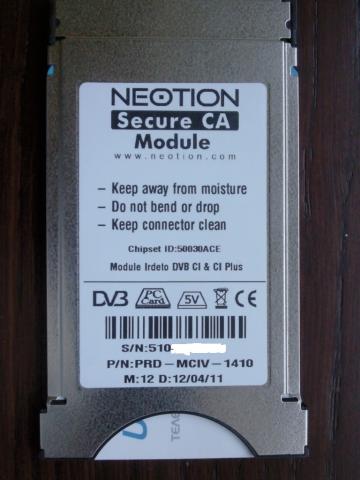 NEOTION
Secure CA
Module
www.neotion.com
– Keep away from moisture
– Do not bend or drop
– Keep connector clean
Chipset ID:50030ACE
Module Irdeto DVB CI & CI Plus
DVB PC Card 5V CE
S/N:510
P/N:PRD–MCIV–1410
M:12 D:12/04/11